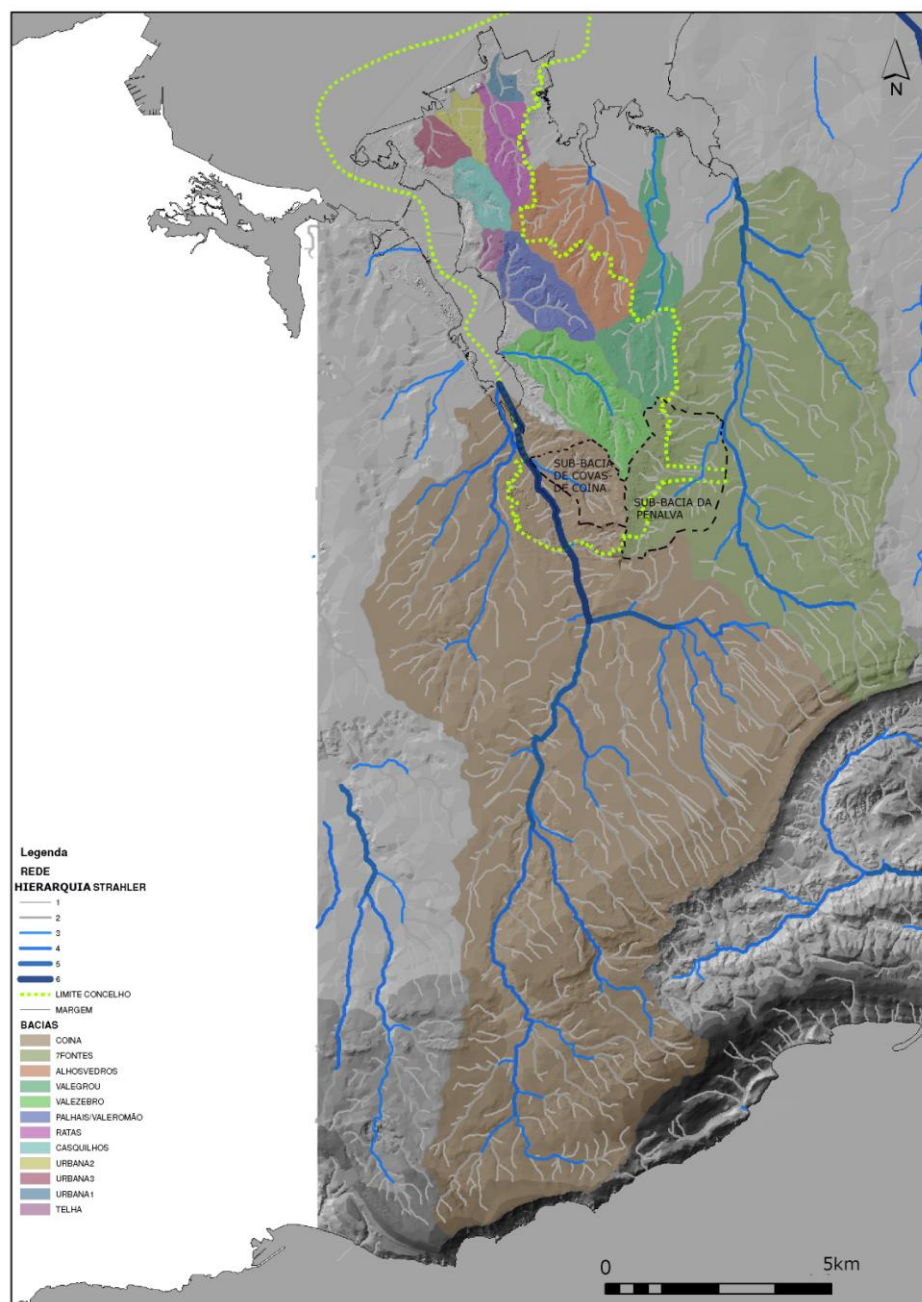 N
SUB-BACIA
DE COVAS
DE COINA
SUB-BACIA DA
PENALVA
Legenda
REDE
HIERARQUIA STRAHLER
1
2
3
4
5
6
LIMITE CONCELHO
MARGEM
BACIAS
COINA
7FONTES
ALHOSVEDROS
VALEGROU
VALEZEBRO
PALHAIS/VALEROMÃO
RATAS
CASQUILHOS
URBANA2
URBANA3
URBANA1
TELHA
0 5km